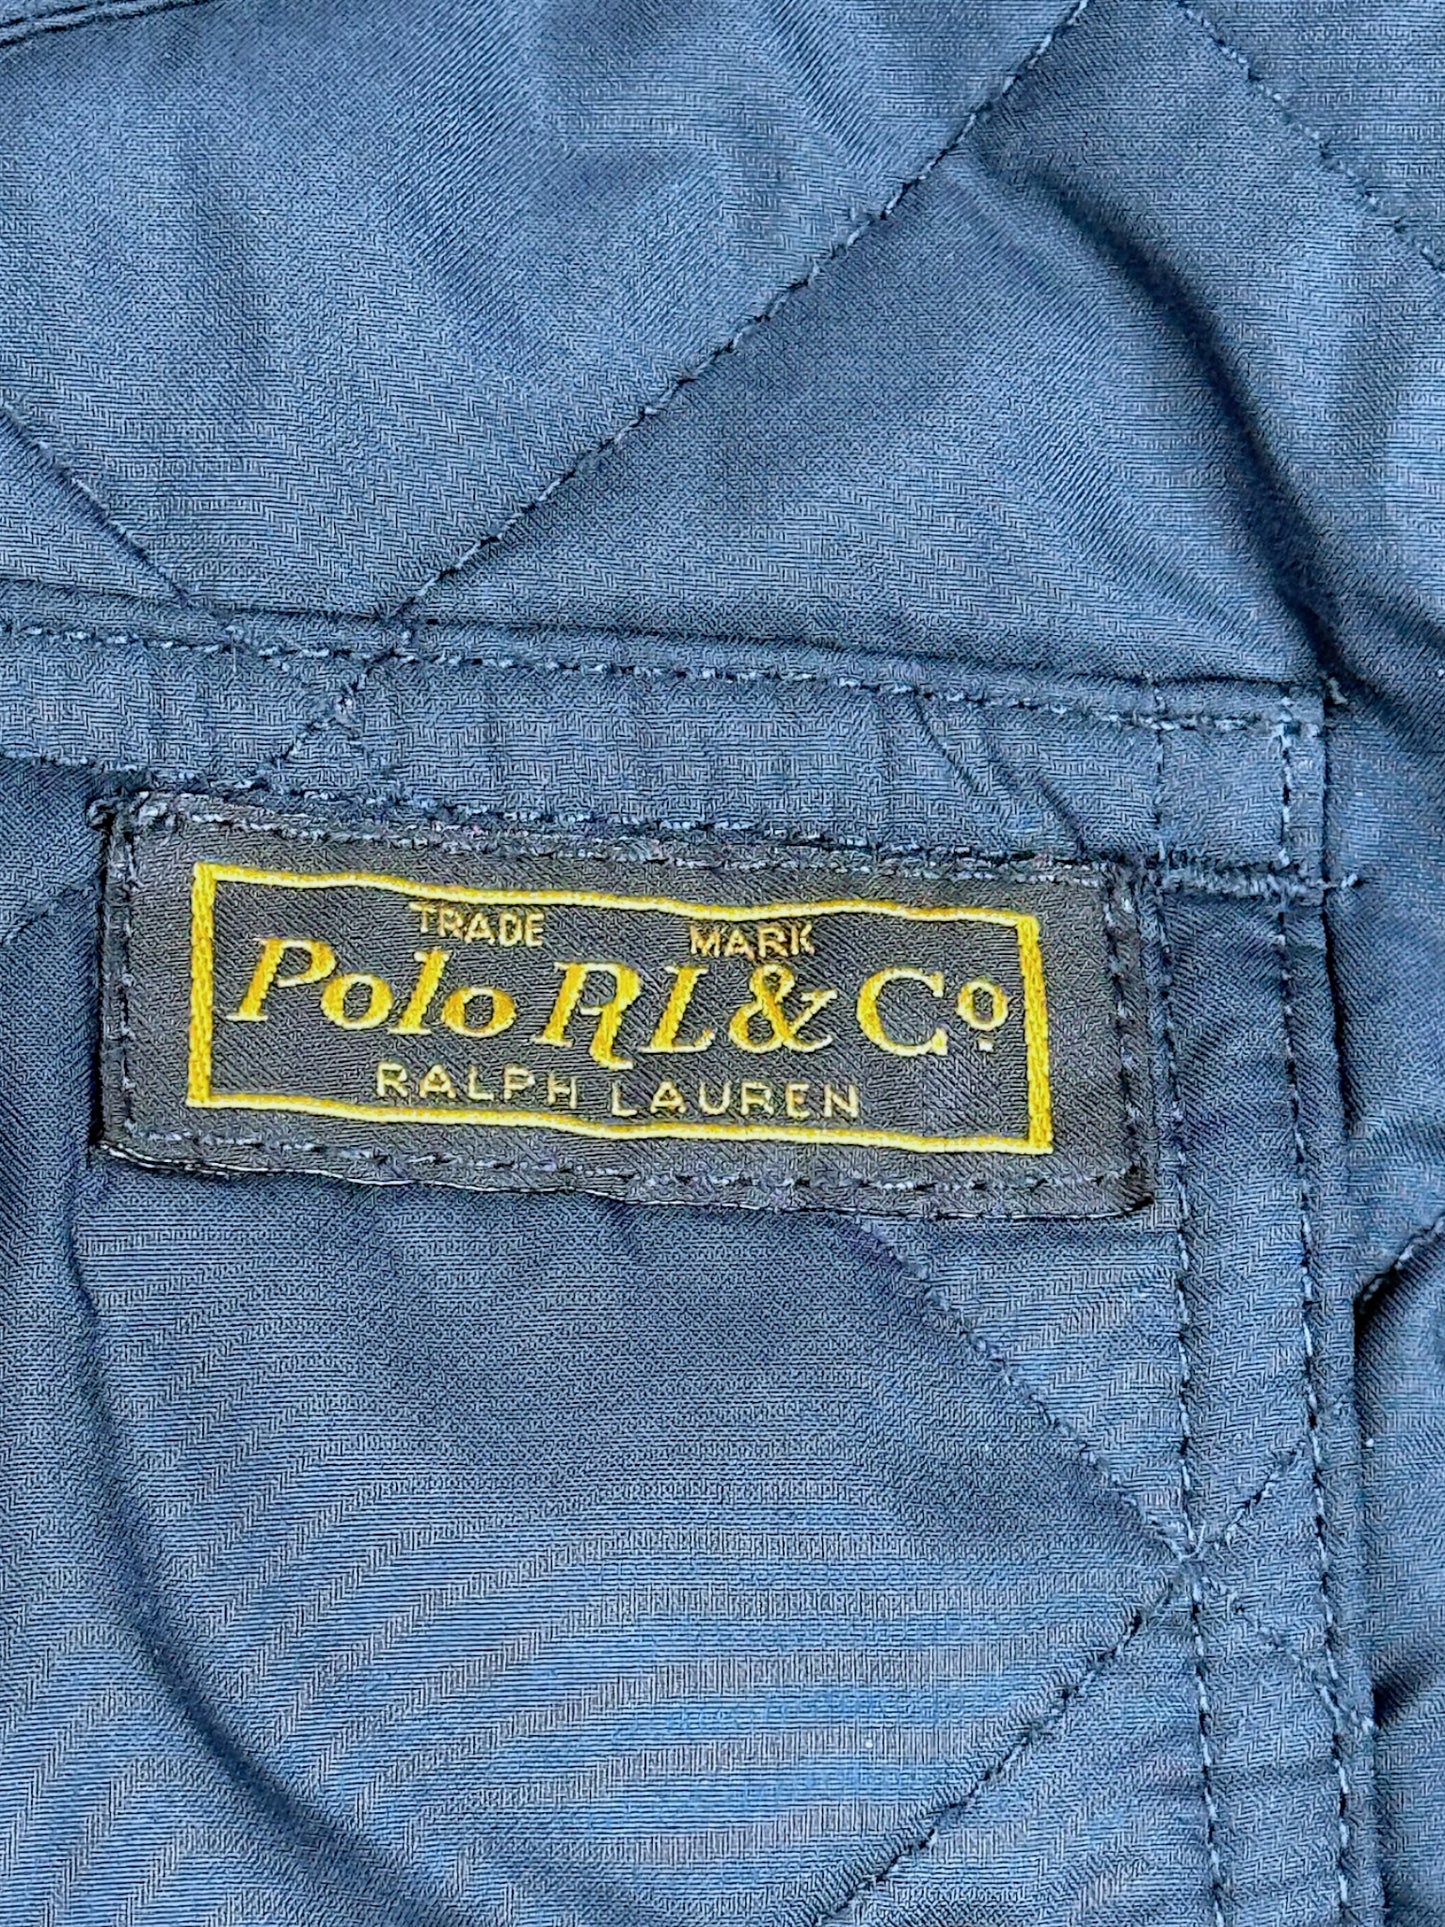 TRADE MARK
Polo RL & Co.
RALPH LAUREN